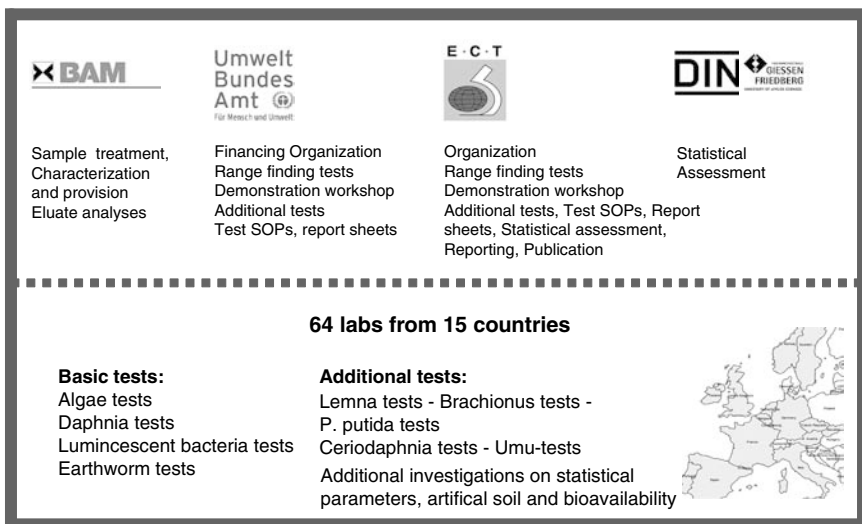 BAM
Umwelt
Bundes
Amt
Für Mensch und Umwelt
E·C·T
DIN
GIESSEN
FRIEDBERG
UNIVERSITY OF APPLIED SCIENCES
Sample treatment,
Characterization
and provision
Eluate analyses
Financing Organization
Range finding tests
Demonstration workshop
Additional tests
Test SOPs, report sheets
Organization
Range finding tests
Demonstration workshop
Additional tests, Test SOPs, Report
sheets, Statistical assessment,
Reporting, Publication
Statistical
Assessment
64 labs from 15 countries
Basic tests:
Algae tests
Daphnia tests
Lumincescent bacteria tests
Earthworm tests
Additional tests:
Lemna tests - Brachionus tests -
P. putida tests
Ceriodaphnia tests - Umu-tests
Additional investigations on statistical
parameters, artifical soil and bioavailability